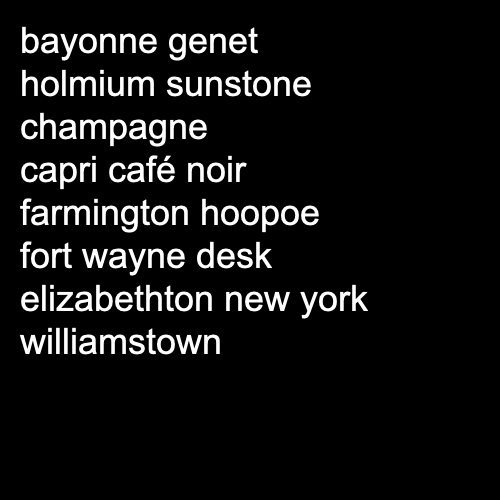 bayonne genet
holmium sunstone
champagne
capri café noir
farmington hoopoe
fort wayne desk
elizabethton new york
williamstown